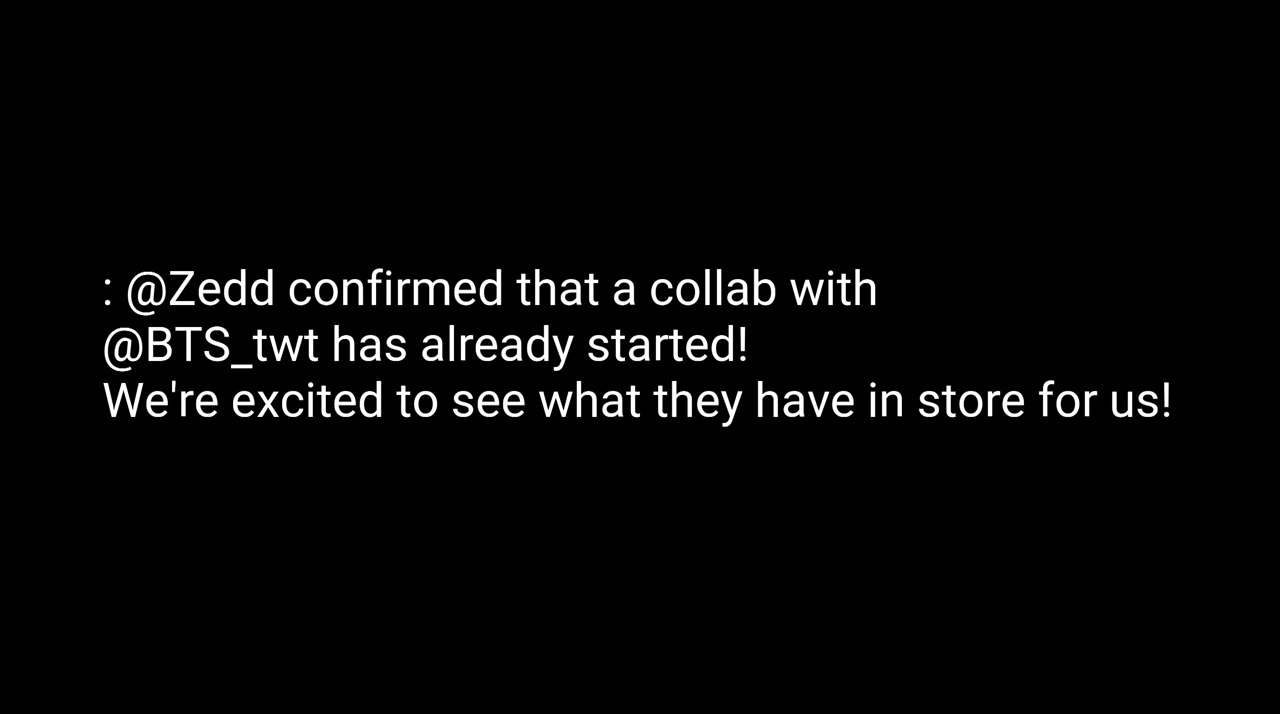 : @Zedd confirmed that a collab with
@BTS_twt has already started!
We're excited to see what they have in store for us!